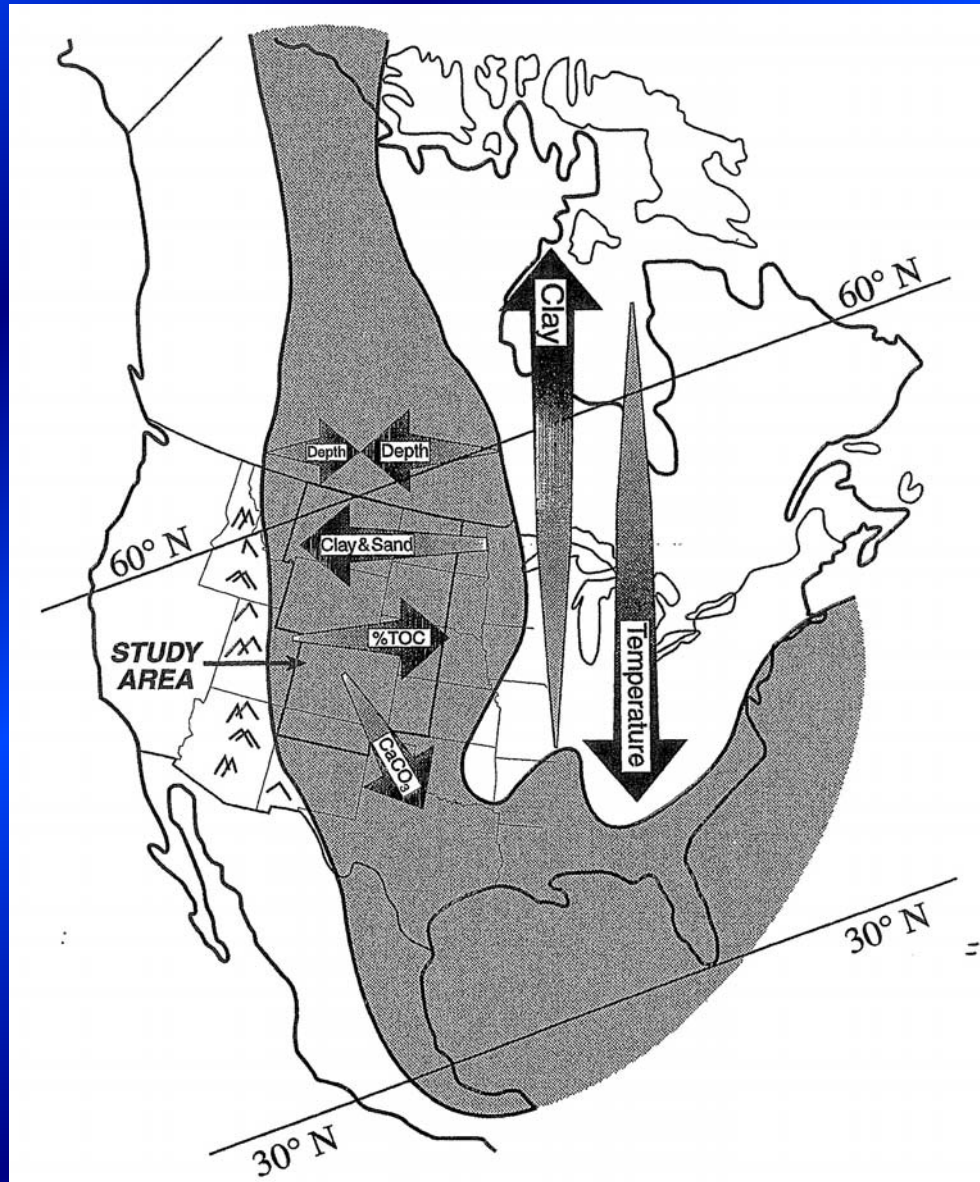 Clay
60° N
Depth
Depth
60° N
Clay & Sand
%TOC
STUDY
AREA
Temperature
CaCO₃
30° N
30° N